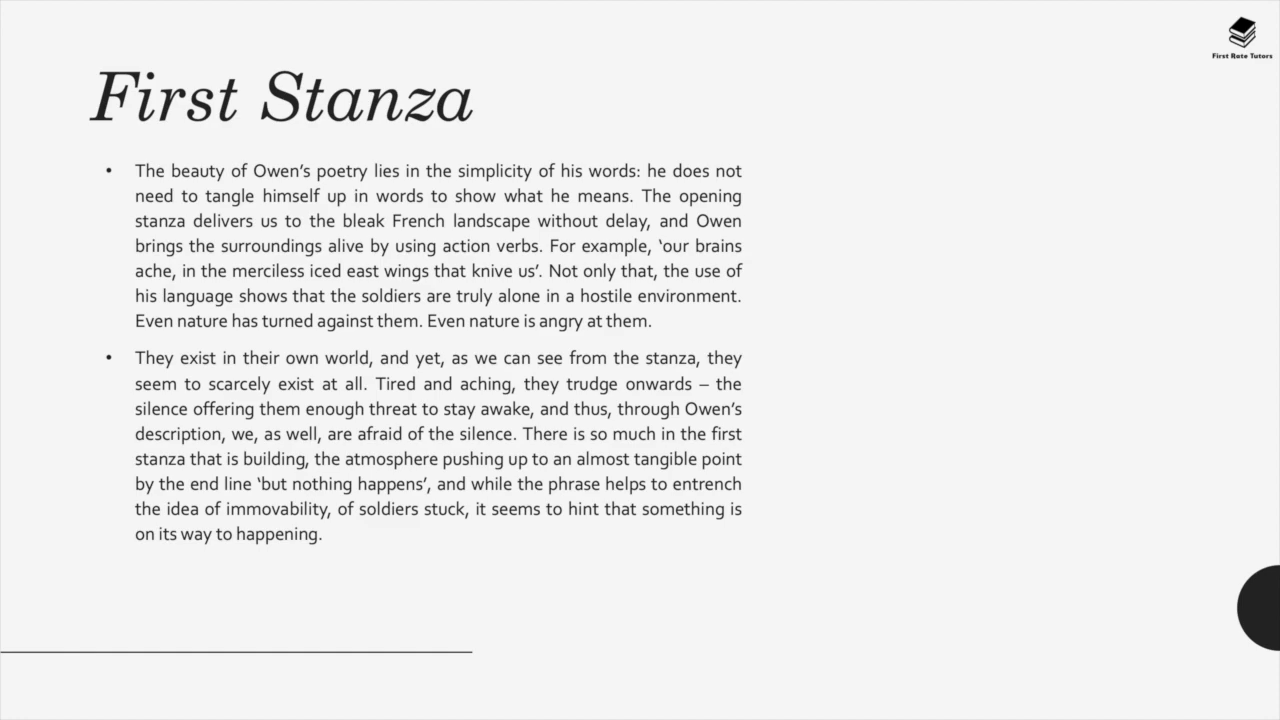 First Rate Tutors
First Stanza
• The beauty of Owen’s poetry lies in the simplicity of his words: he does not
need to tangle himself up in words to show what he means. The opening
stanza delivers us to the bleak French landscape without delay, and Owen
brings the surroundings alive by using action verbs. For example, ‘our brains
ache, in the merciless iced east wings that knive us’. Not only that, the use of
his language shows that the soldiers are truly alone in a hostile environment.
Even nature has turned against them. Even nature is angry at them.
• They exist in their own world, and yet, as we can see from the stanza, they
seem to scarcely exist at all. Tired and aching, they trudge onwards – the
silence offering them enough threat to stay awake, and thus, through Owen’s
description, we, as well, are afraid of the silence. There is so much in the first
stanza that is building, the atmosphere pushing up to an almost tangible point
by the end line ‘but nothing happens’, and while the phrase helps to entrench
the idea of immovability, of soldiers stuck, it seems to hint that something is
on its way to happening.